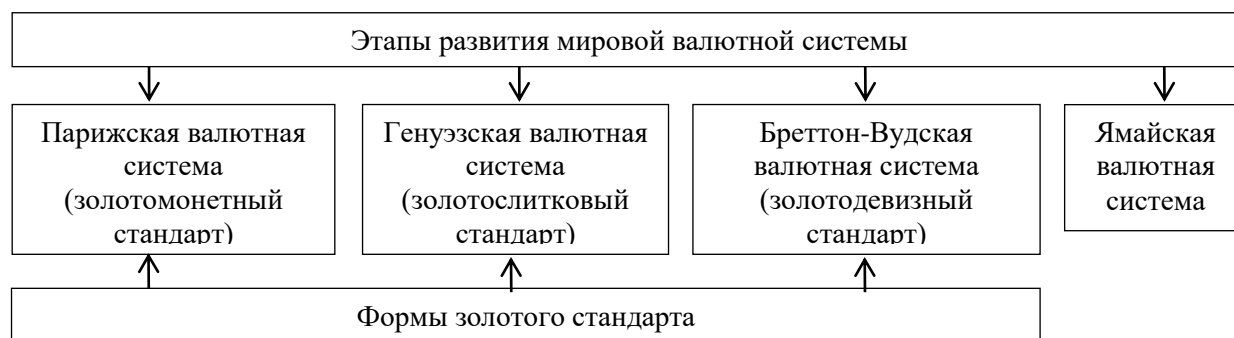 Этапы развития мировой валютной системы
Парижская валютная
система
(золотомонетный
стандарт)
Генуэзская валютная
система
(золотослитковый
стандарт)
Бреттон-Вудская
валютная система
(золотодевизный
стандарт)
Ямайская
валютная
система
Формы золотого стандарта